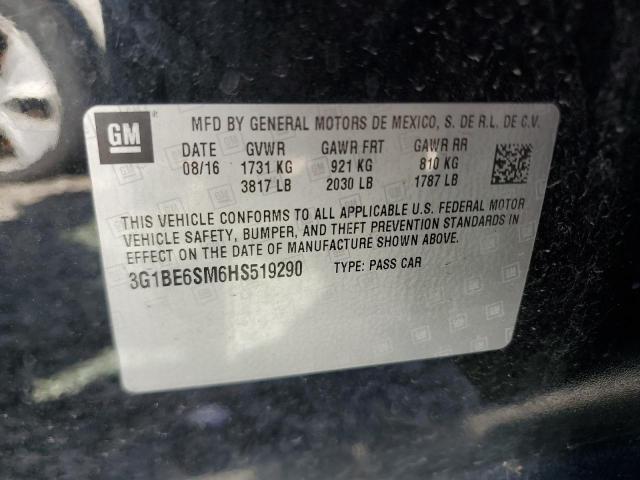 GM
MFD BY GENERAL MOTORS DE MEXICO, S. DE R.L. DE C.V.
DATE GVWR GAWR FRT GAWR RR
08/16 1731 KG 921 KG 810 KG
3817 LB 2030 LB 1787 LB
THIS VEHICLE CONFORMS TO ALL APPLICABLE U.S. FEDERAL MOTOR
VEHICLE SAFETY, BUMPER, AND THEFT PREVENTION STANDARDS IN
EFFECT ON THE DATE OF MANUFACTURE SHOWN ABOVE.
3G1BE6SM6HS519290 TYPE: PASS CAR